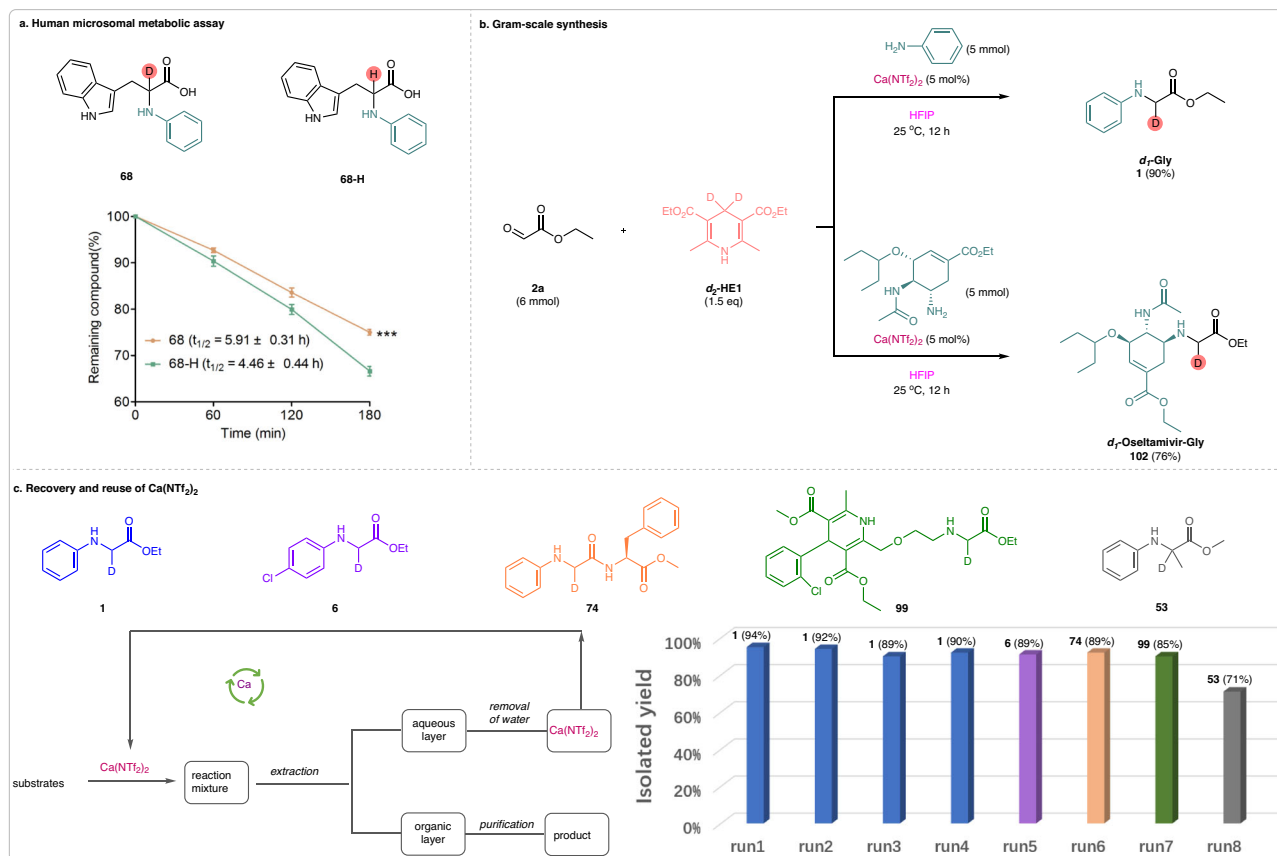 a. Human microsomal metabolic assay
D
O
OH
HN
NH
68
H
O
OH
HN
NH
68-H
100
90
80
70
60
Remaining compound(%)
68 (t1/2 = 5.91 ± 0.31 h)
***
68-H (t1/2 = 4.46 ± 0.44 h)
0
60
120
180
Time (min)
b. Gram-scale synthesis
O
O
O
2a
(6 mmol)
+
D D
EtO2C
CO2Et
N
H
d2-HE1
(1.5 eq)
H2N
(5 mmol)
Ca(NTf2)2 (5 mol%)
HFIP
25 °C, 12 h
H
N
O
O
D
d1-Gly
1 (90%)
O
CO2Et
HN
O
NH2
(5 mmol)
Ca(NTf2)2 (5 mol%)
HFIP
25 °C, 12 h
O
HN
H
N
O
OEt
O
D
O
O
d1-Oseltamivir-Gly
102 (76%)
c. Recovery and reuse of Ca(NTf2)2
H
N
O
OEt
D
1
H
N
O
OEt
D
Cl
6
H
N
O
N
H
D
O
O
74
O
O
H
N
O
H
N
O
OEt
D
Cl
O
O
99
H
N
O
O
D
53
Ca
substrates
Ca(NTf2)2
reaction
mixture
extraction
aqueous
layer
removal
of water
Ca(NTf2)2
organic
layer
purification
product
Isolated yield
100%
80%
60%
40%
20%
0%
1 (94%)
1 (92%)
1 (89%)
1 (90%)
6 (89%)
74 (89%)
99 (85%)
53 (71%)
run1
run2
run3
run4
run5
run6
run7
run8